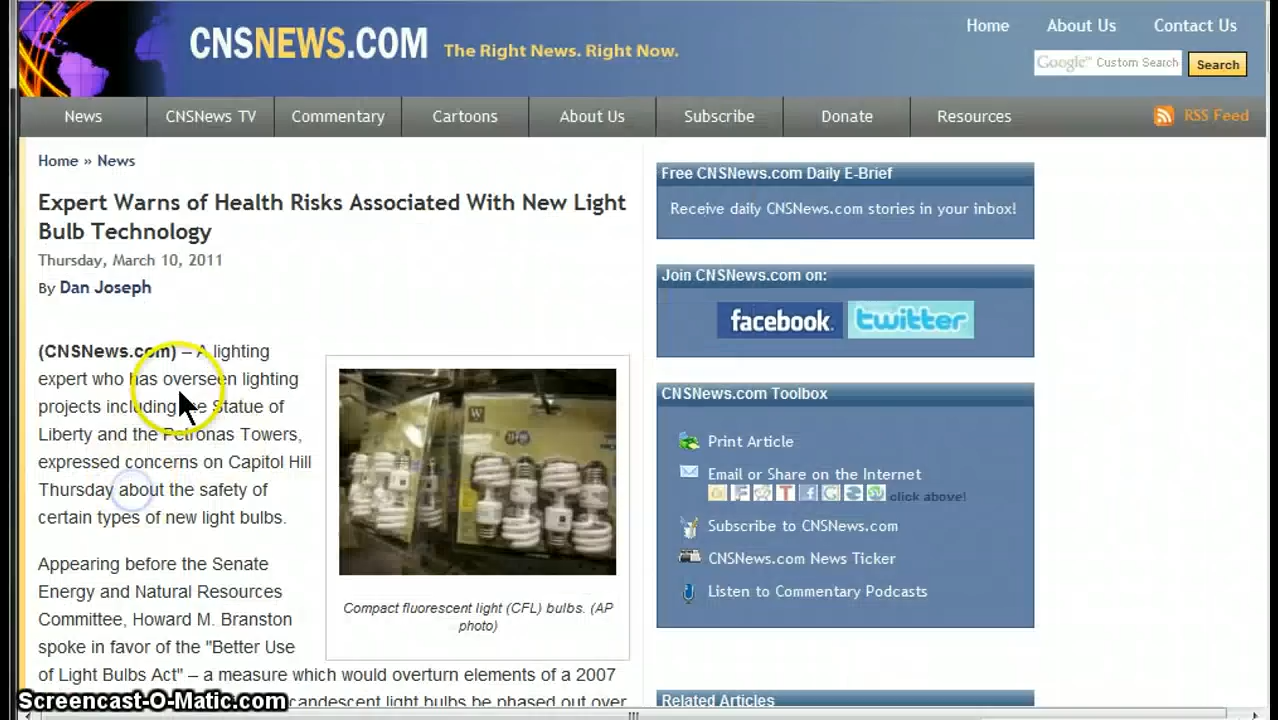 CNSNEWS.COM The Right News. Right Now.
Home About Us Contact Us
Google Custom Search Search
News CNSNews TV Commentary Cartoons About Us Subscribe Donate Resources RSS Feed
Home » News
Expert Warns of Health Risks Associated With New Light
Bulb Technology
Thursday, March 10, 2011
By Dan Joseph
(CNSNews.com) – A lighting
expert who has overseen lighting
projects including the Statue of
Liberty and the Petronas Towers,
expressed concerns on Capitol Hill
Thursday about the safety of
certain types of new light bulbs.
Compact fluorescent light (CFL) bulbs. (AP
photo)
Appearing before the Senate
Energy and Natural Resources
Committee, Howard M. Branston
spoke in favor of the "Better Use
of Light Bulbs Act" – a measure which would overturn elements of a 2007
candescent light bulbs be phased out over
Free CNSNews.com Daily E-Brief
Receive daily CNSNews.com stories in your inbox!
Join CNSNews.com on:
facebook twitter
CNSNews.com Toolbox
Print Article
Email or Share on the Internet
click above!
Subscribe to CNSNews.com
CNSNews.com News Ticker
Listen to Commentary Podcasts
Related Articles
Screencast-O-Matic.com